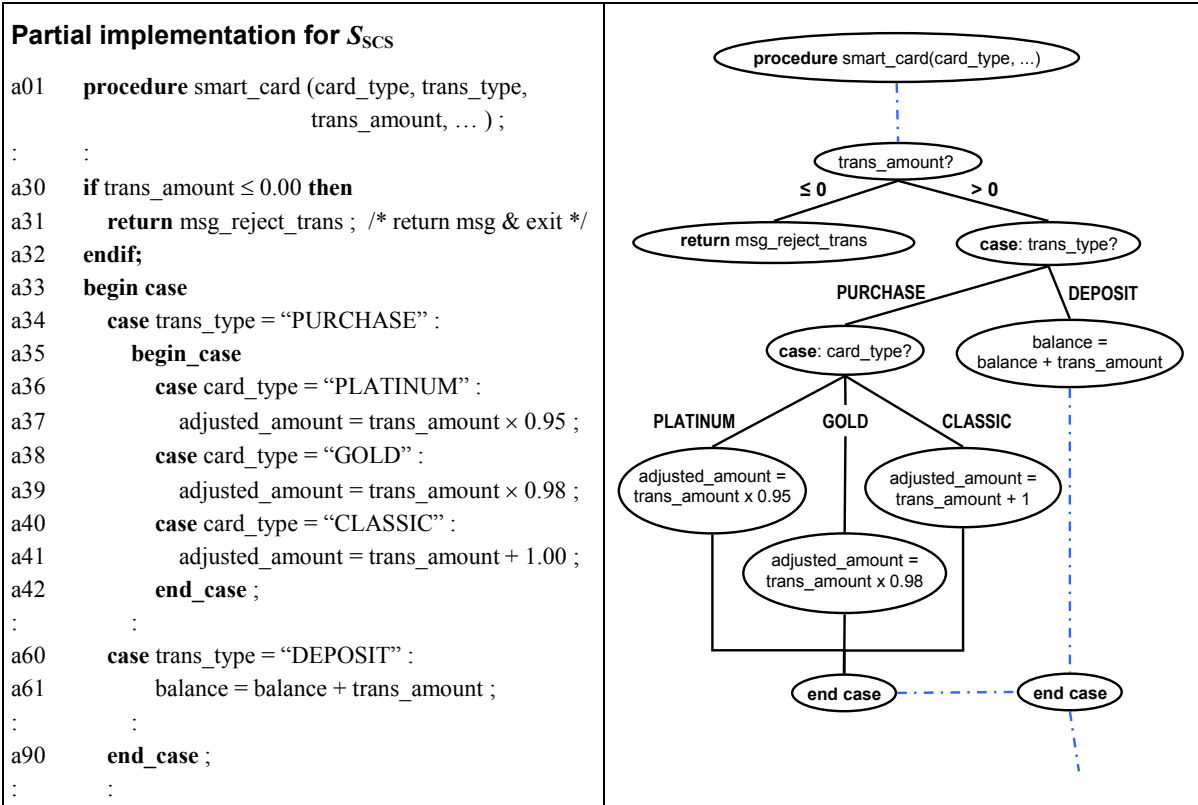 Partial implementation for S_SCS
a01 procedure smart_card (card_type, trans_type,
trans_amount, … ) ;
: :
a30 if trans_amount ≤ 0.00 then
a31 return msg_reject_trans ; /* return msg & exit */
a32 endif;
a33 begin case
a34 case trans_type = “PURCHASE” :
a35 begin_case
a36 case card_type = “PLATINUM” :
a37 adjusted_amount = trans_amount × 0.95 ;
a38 case card_type = “GOLD” :
a39 adjusted_amount = trans_amount × 0.98 ;
a40 case card_type = “CLASSIC” :
a41 adjusted_amount = trans_amount + 1.00 ;
a42 end_case ;
: :
a60 case trans_type = “DEPOSIT” :
a61 balance = balance + trans_amount ;
: :
a90 end_case ;
: :
procedure smart_card(card_type, ...)
trans_amount?
≤ 0
> 0
return msg_reject_trans
case: trans_type?
PURCHASE
DEPOSIT
case: card_type?
balance =
balance + trans_amount
PLATINUM
GOLD
CLASSIC
adjusted_amount =
trans_amount x 0.95
adjusted_amount =
trans_amount + 1
adjusted_amount =
trans_amount x 0.98
end case
end case